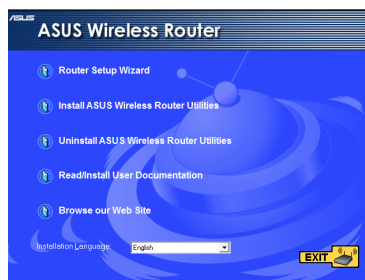 ASUS
ASUS Wireless Router
Router Setup Wizard
Install ASUS Wireless Router Utilities
Uninstall ASUS Wireless Router Utilities
Read/Install User Documentation
Browse our Web Site
Installation Language: English
EXIT